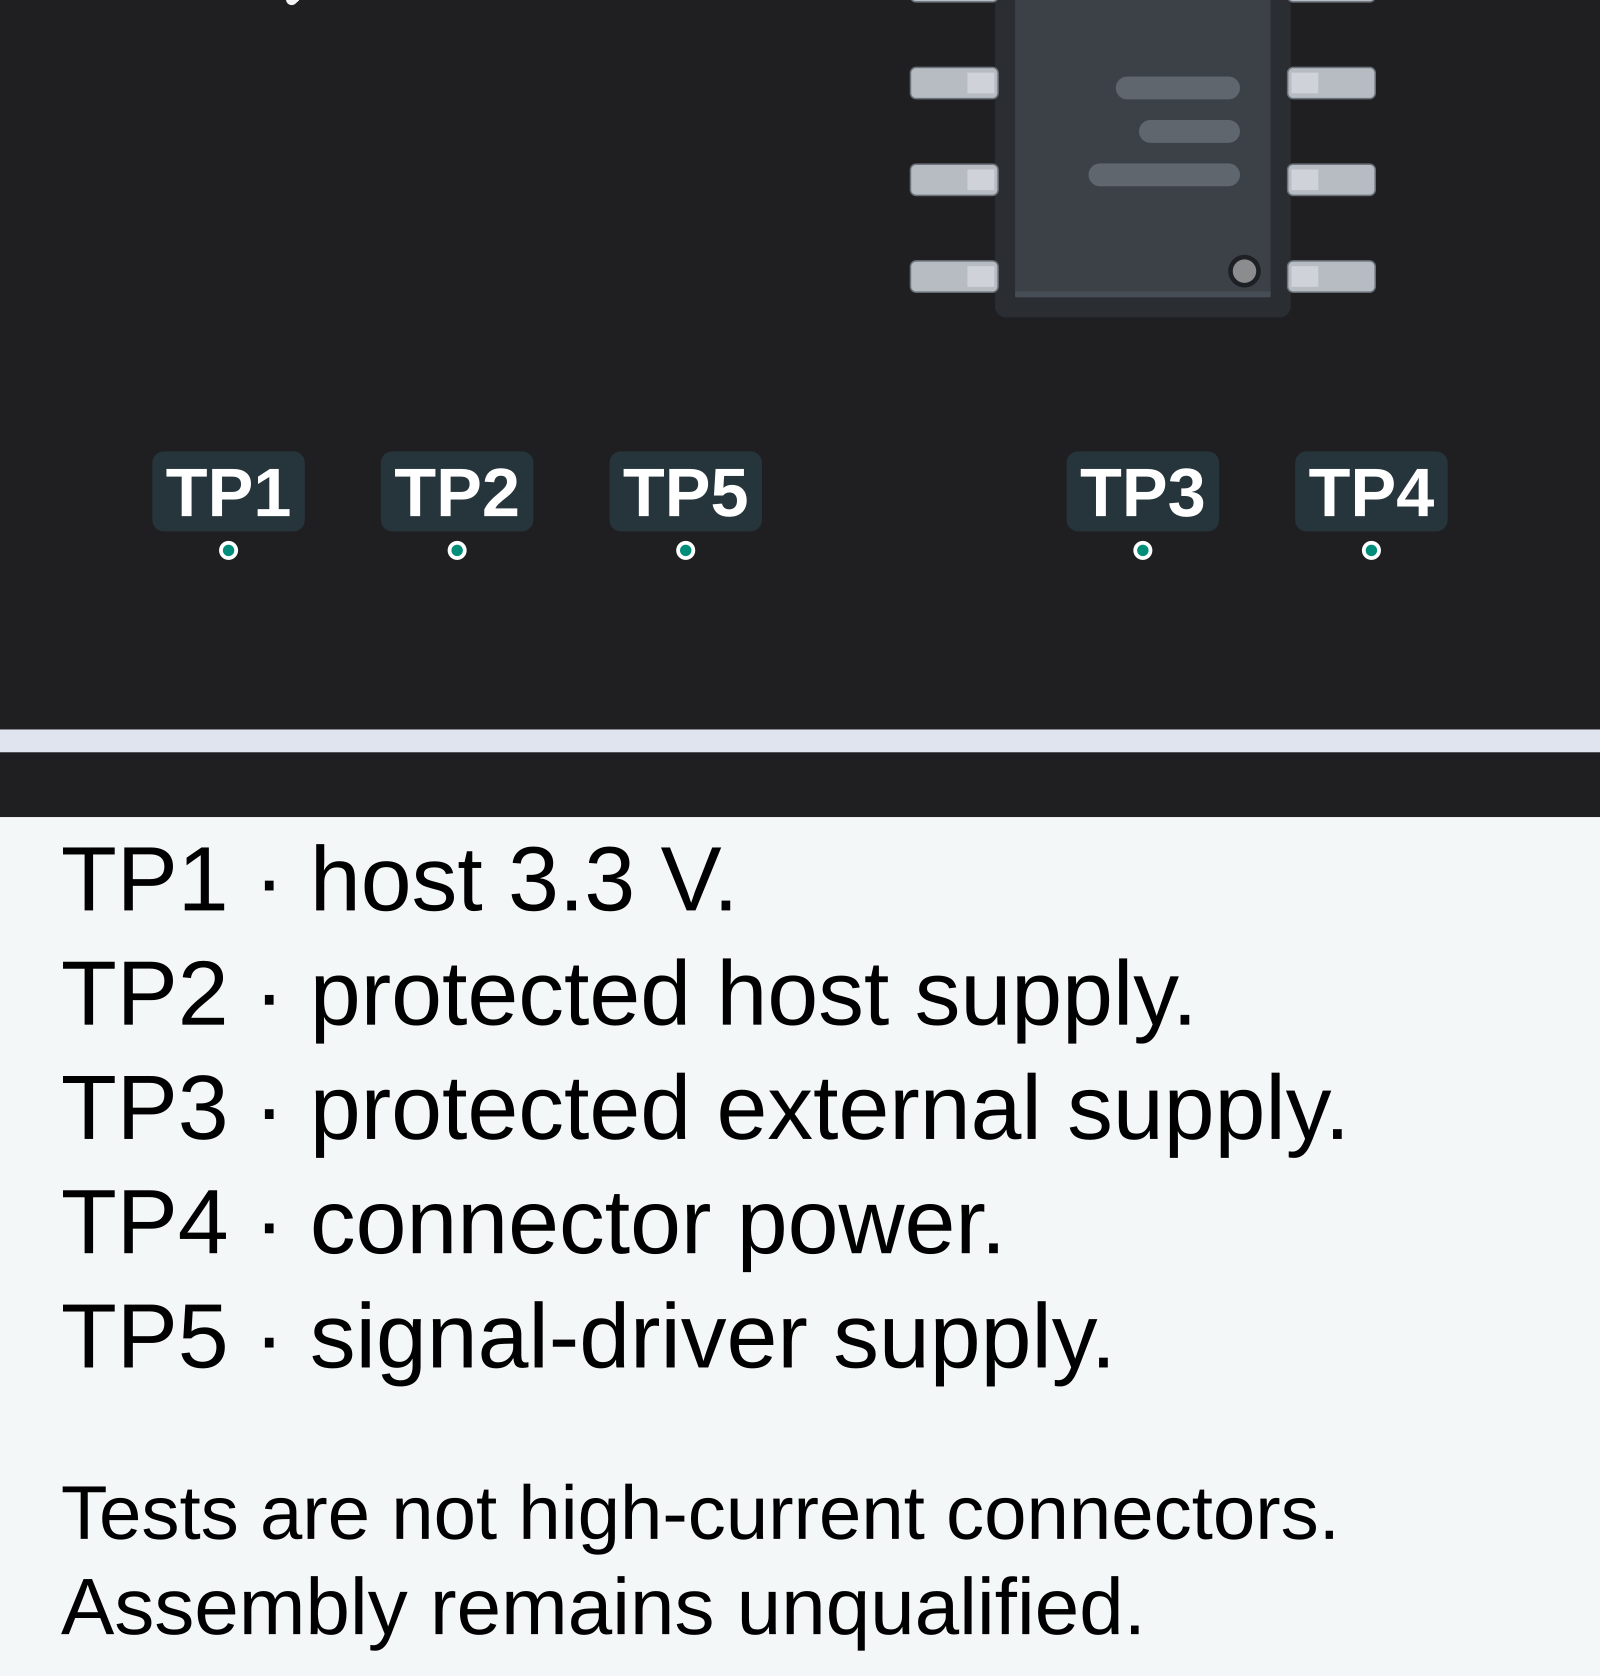 TP1 TP2 TP5 TP3 TP4
TP1 · host 3.3 V.
TP2 · protected host supply.
TP3 · protected external supply.
TP4 · connector power.
TP5 · signal-driver supply.
Tests are not high-current connectors.
Assembly remains unqualified.